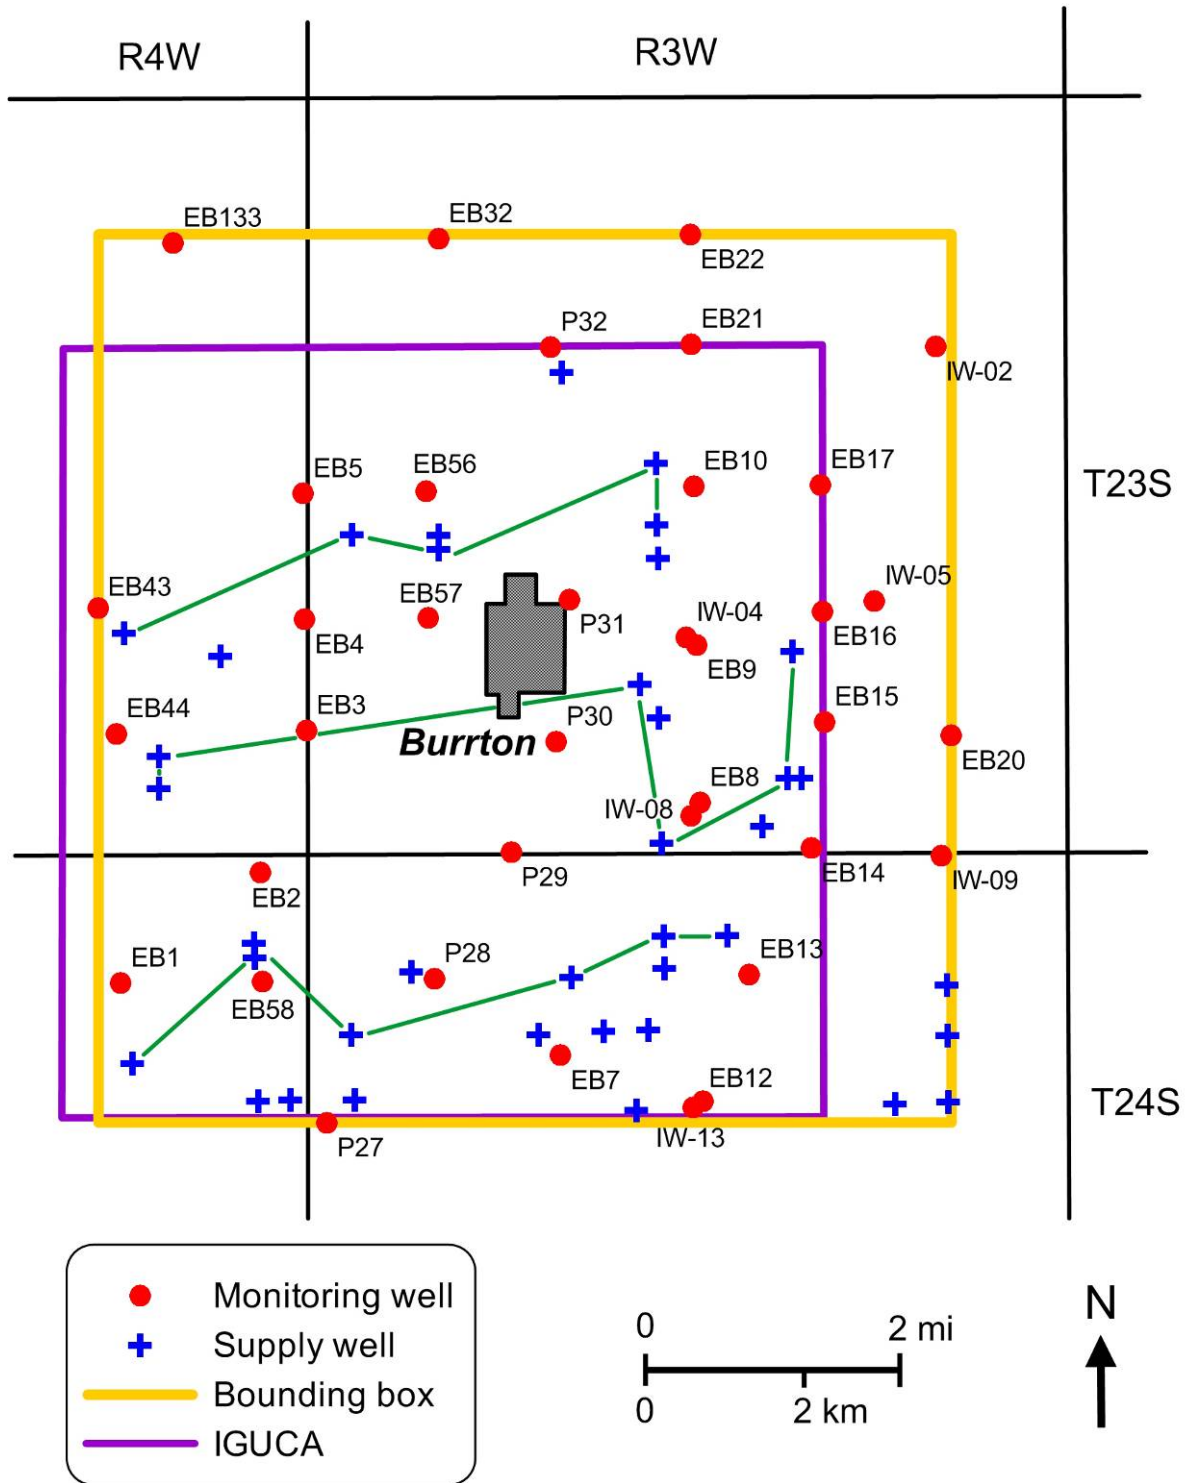 R4W
R3W
EB133
EB32
EB22
P32
EB21
IW-02
EB5
EB56
EB10
EB17
T23S
EB43
EB57
IW-05
P31
IW-04
EB4
EB16
EB9
EB44
EB3
P30
EB15
Burrton
EB20
EB8
IW-08
P29
EB14
IW-09
EB2
EB1
P28
EB13
EB58
EB7
EB12
T24S
P27
IW-13
Monitoring well
Supply well
Bounding box
IGUCA
0 2 mi
0 2 km
N